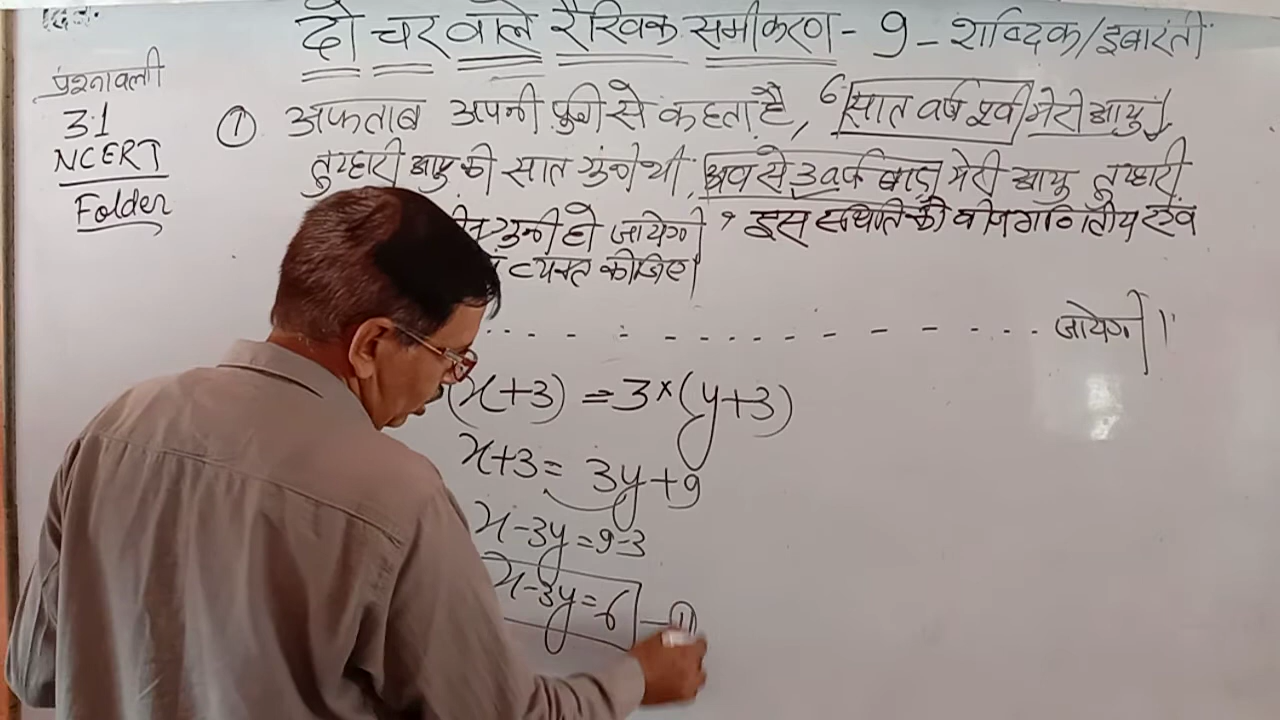 दो चर वाले रैखिक समीकरण - 9 - शाब्दिक/इबारती
प्रश्नावली
3.1
NCERT
Folder
① अफताब अपनी पुत्री से कहता है, सात वर्ष पूर्व मेरी आयु
तुम्हारी आयु की सात गुनी थी, अब से 3 वर्ष बाद मेरी आयु तुम्हारी
गुनी हो जायेगी, इस स्थिति को बीजगणितीय एवं
व्यक्त कीजिए।
जायेगी।
(x+3) = 3×(y+3)
x+3 = 3y+9
x-3y=9-3
x-3y=6 - ⑪